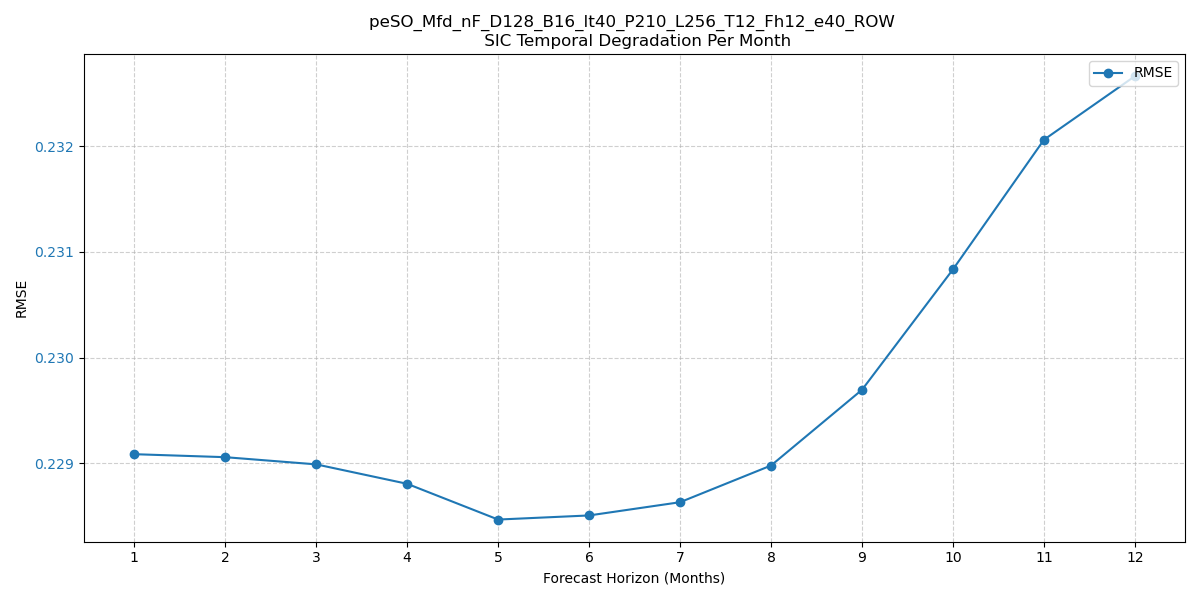 peSO_Mfd_nF_D128_B16_lt40_P210_L256_T12_Fh12_e40_ROW
SIC Temporal Degradation Per Month
RMSE
0.232
0.231
0.230
0.229
RMSE
1 2 3 4 5 6 7 8 9 10 11 12
Forecast Horizon (Months)